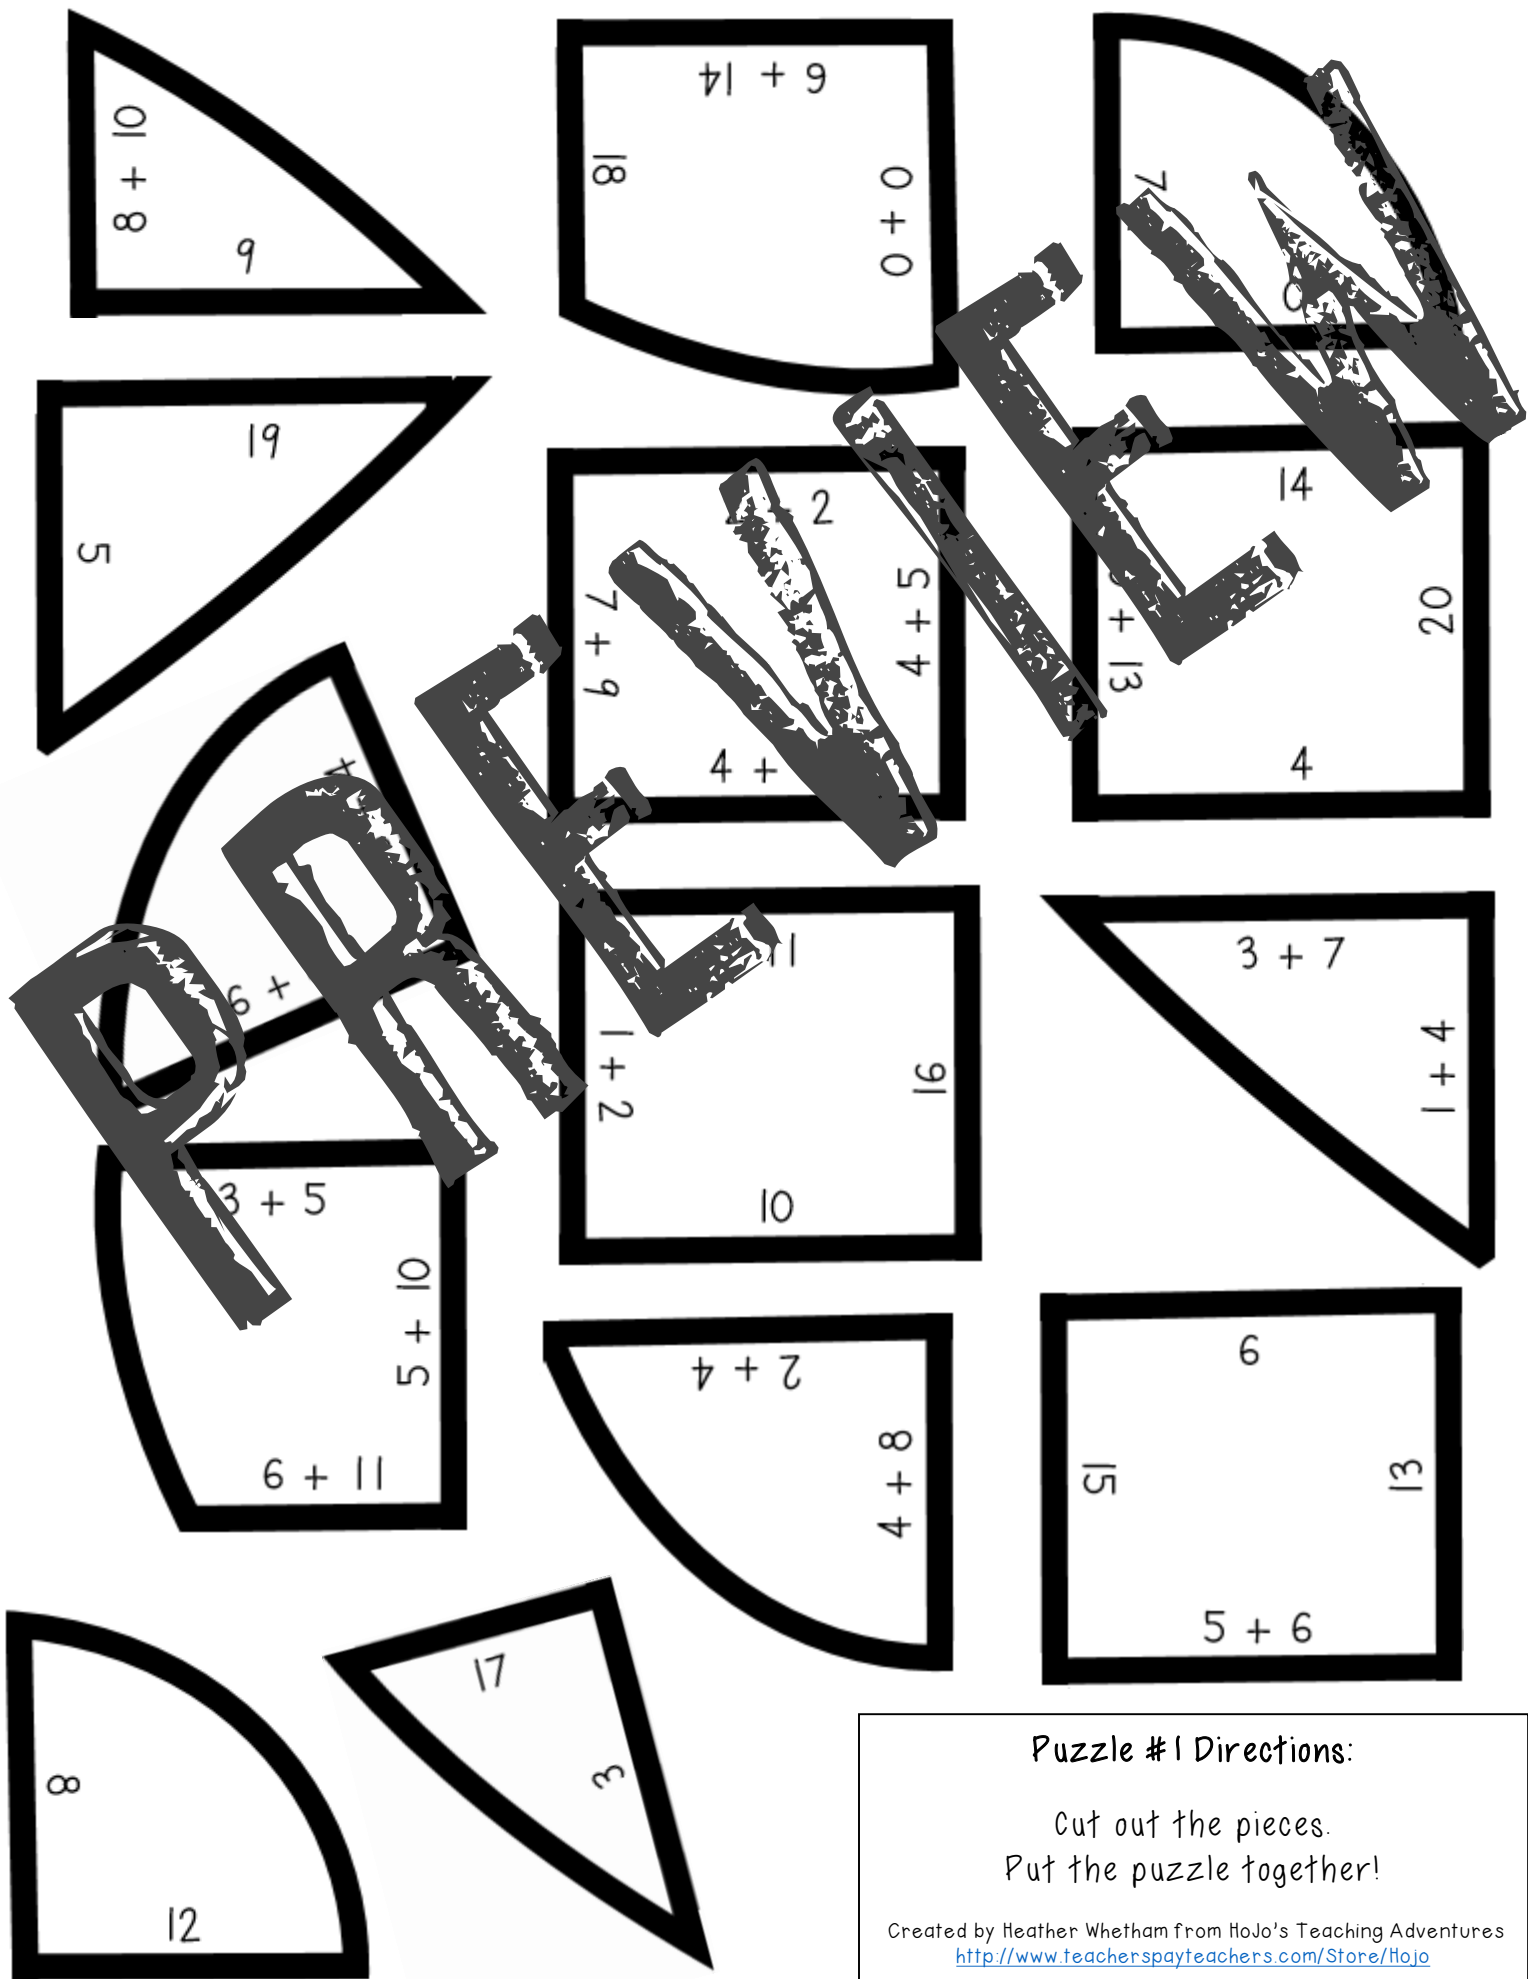 10 + 8
9
6 + 14
18
0 + 0
7
0
19
5
2
7 + 9
4 + 5
4 +
14
+ 13
20
4
4
6 +
11
1 + 2
16
10
3 + 7
1 + 4
3 + 5
5 + 10
6 + 11
2 + 4
4 + 8
6
15
13
5 + 6
8
12
17
3
PREVIEW
Puzzle #1 Directions:
Cut out the pieces.
Put the puzzle together!
Created by Heather Whetham from HoJo's Teaching Adventures
http://www.teacherspayteachers.com/Store/Hojo